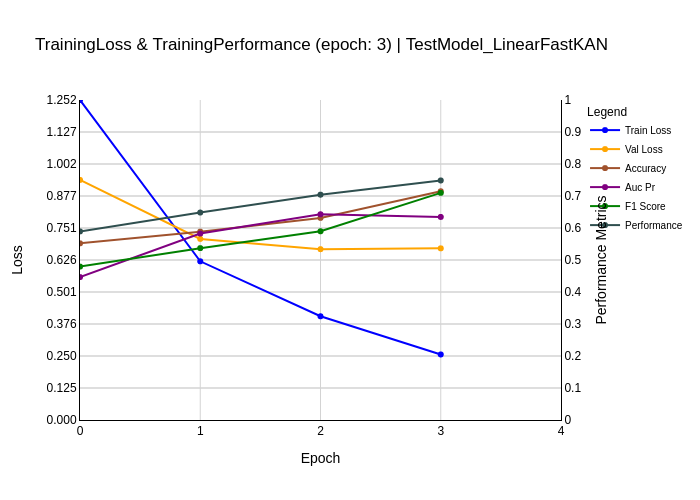 TrainingLoss & TrainingPerformance (epoch: 3) | TestModel_LinearFastKAN
1.252
1.127
1.002
0.877
0.751
0.626
0.501
0.376
0.250
0.125
0.000
Loss
0
1
2
3
4
Epoch
1
0.9
0.8
0.7
0.6
0.5
0.4
0.3
0.2
0.1
0
Performance Metrics
Legend
Train Loss
Val Loss
Accuracy
Auc Pr
F1 Score
Performance